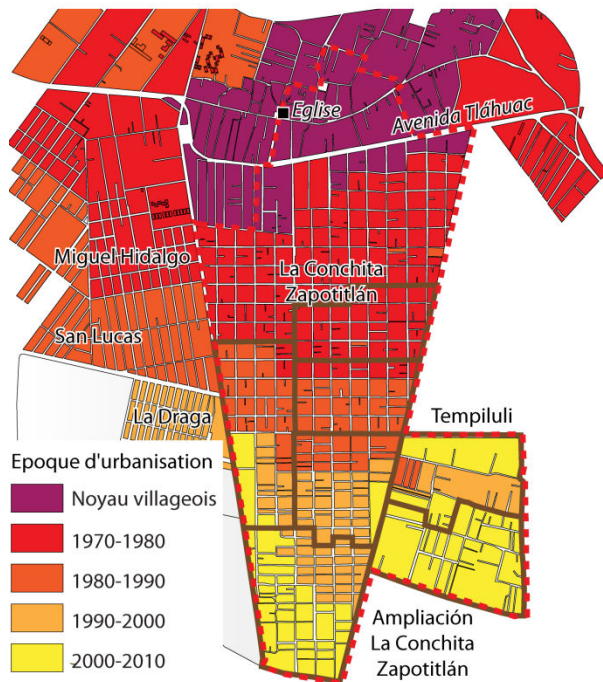 Eglise
Avenida Tláhuac
Miguel Hidalgo
La Conchita
Zapotitlán
San Lucas
La Draga
Tempiluli
Epoque d'urbanisation
Noyau villageois
1970-1980
1980-1990
1990-2000
2000-2010
Ampliación
La Conchita
Zapotitlán